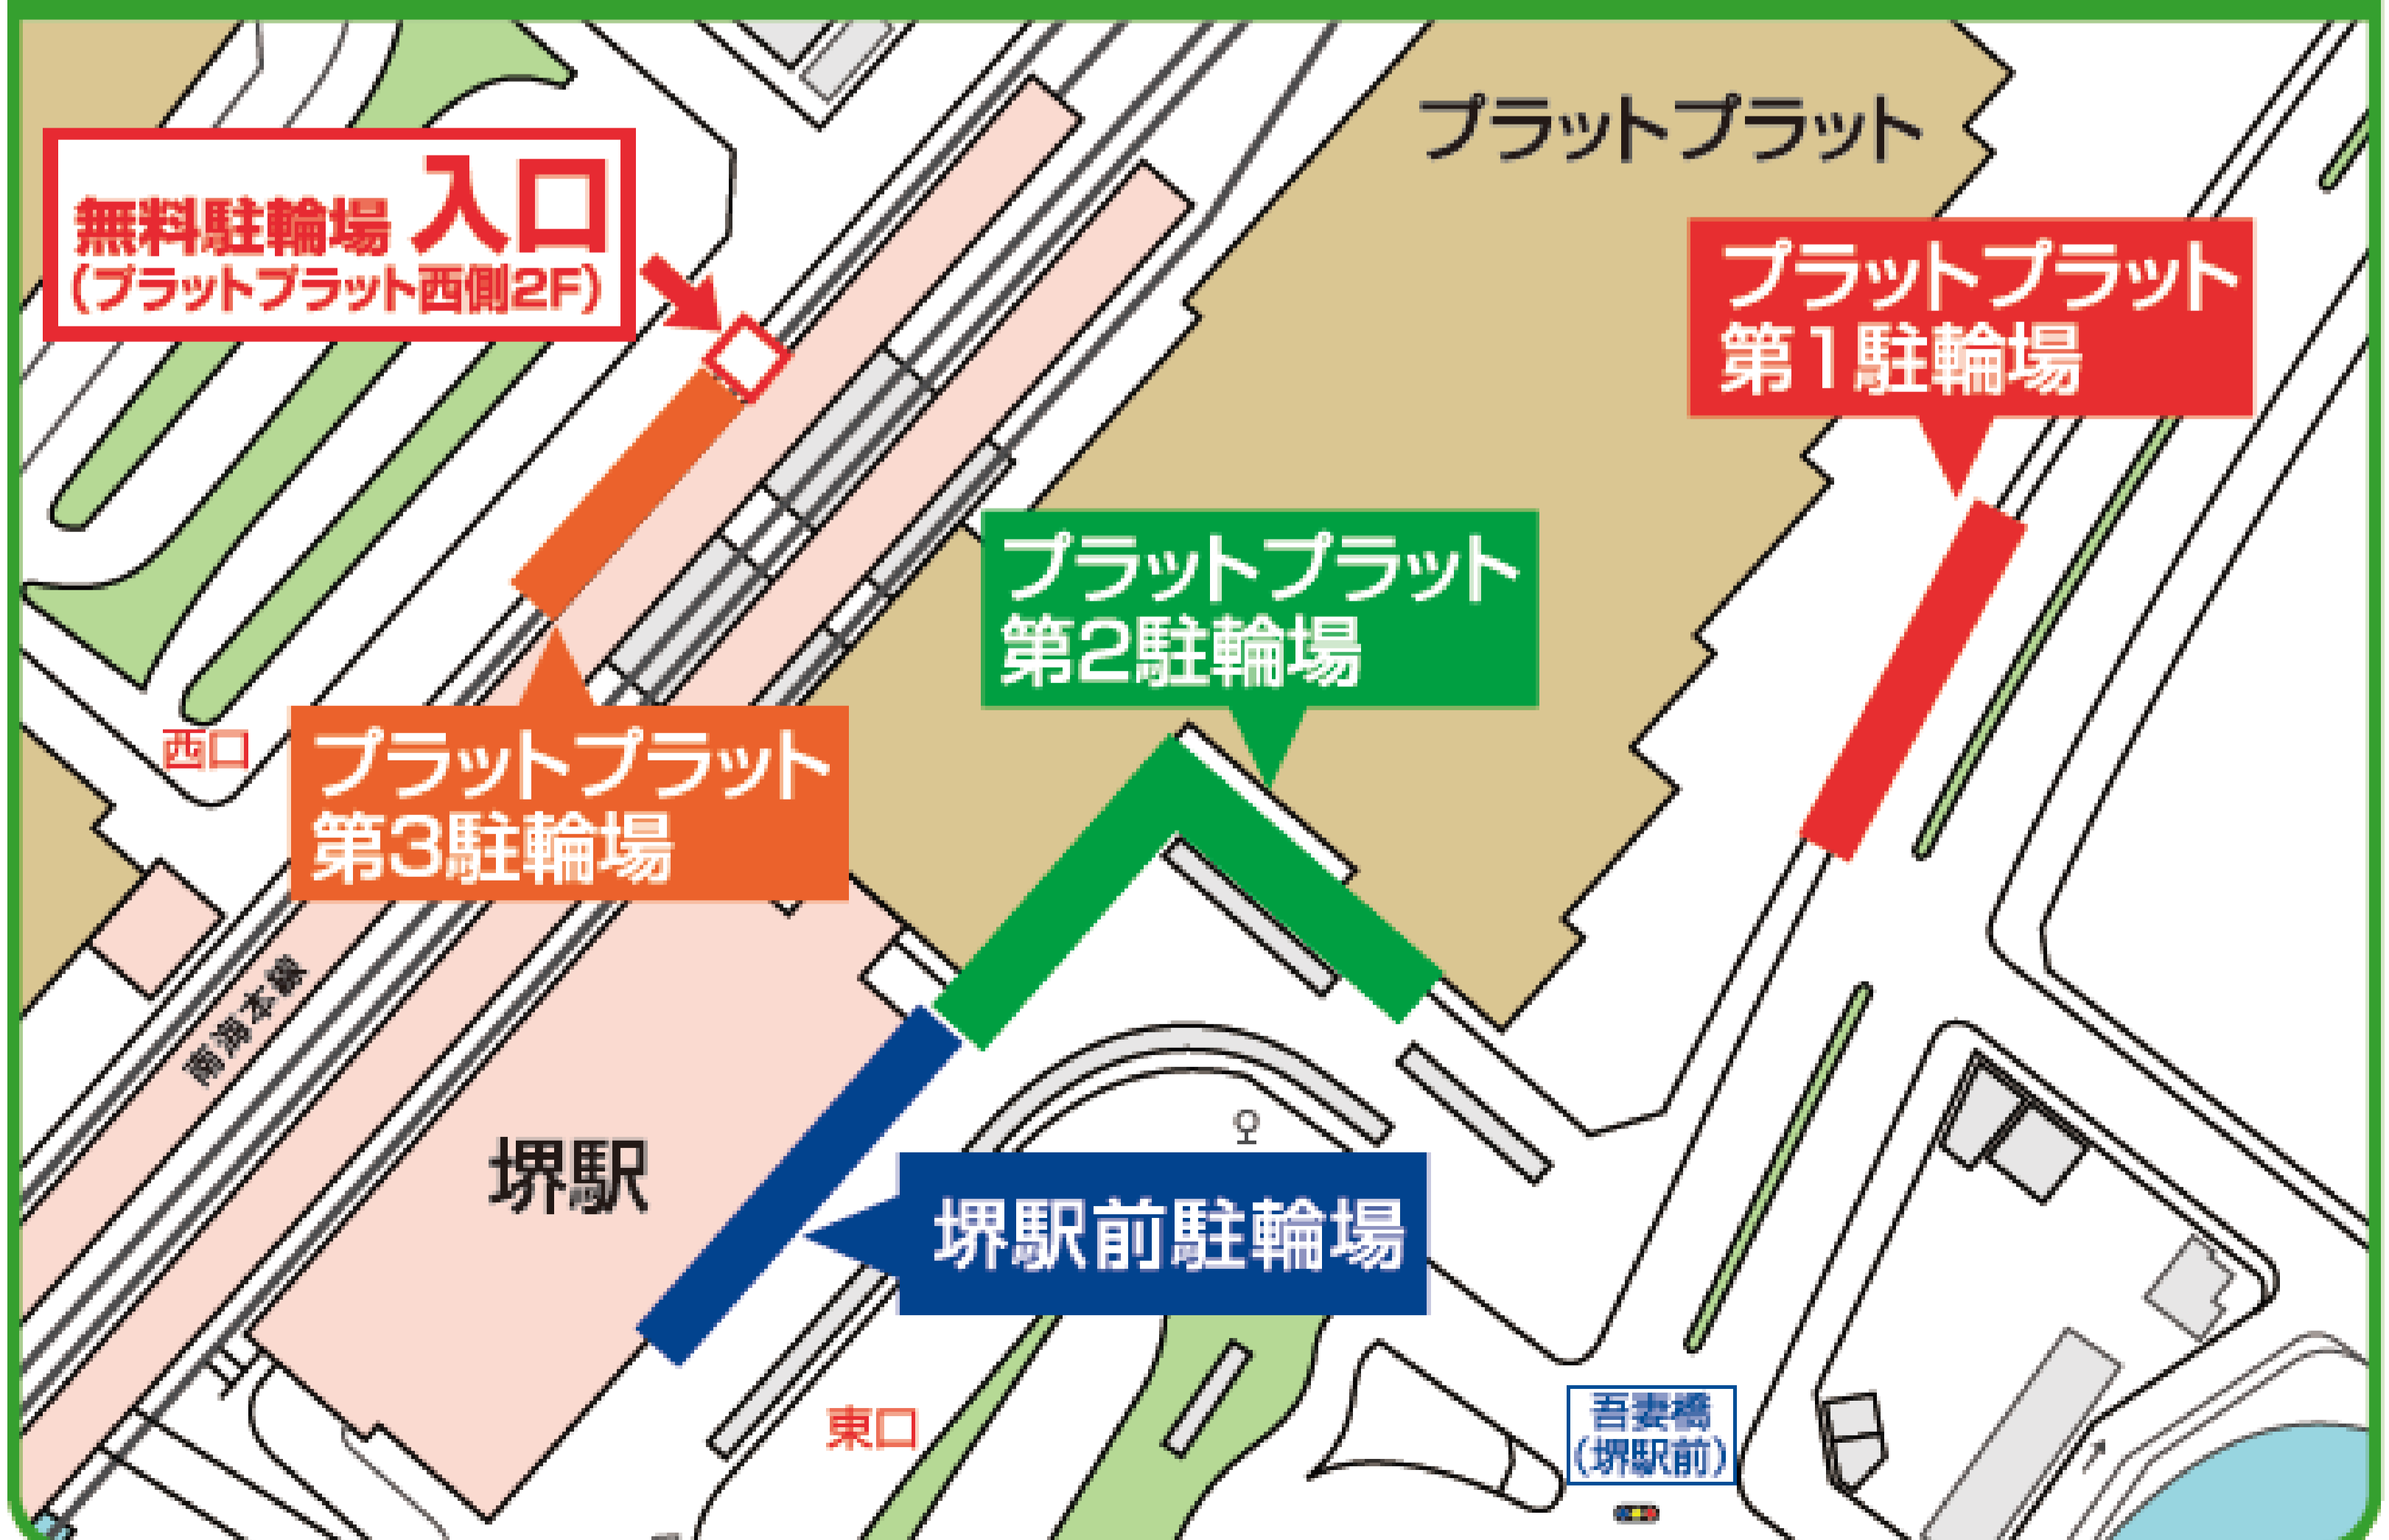 プラットプラット
無料駐輪場 入口
(プラットプラット西側2F)
プラットプラット
第1駐輪場
プラットプラット
第2駐輪場
西口
プラットプラット
第3駐輪場
南海本線
堺駅
堺駅前駐輪場
東口
吾妻橋
(堺駅前)